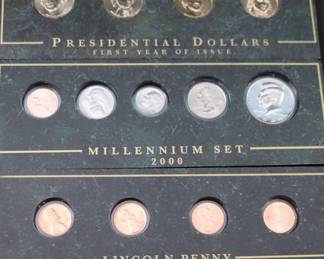 PRESIDENTIAL DOLLARS
FIRST YEAR OF ISSUE
MILLENNIUM SET
2000
LINCOLN PENNY